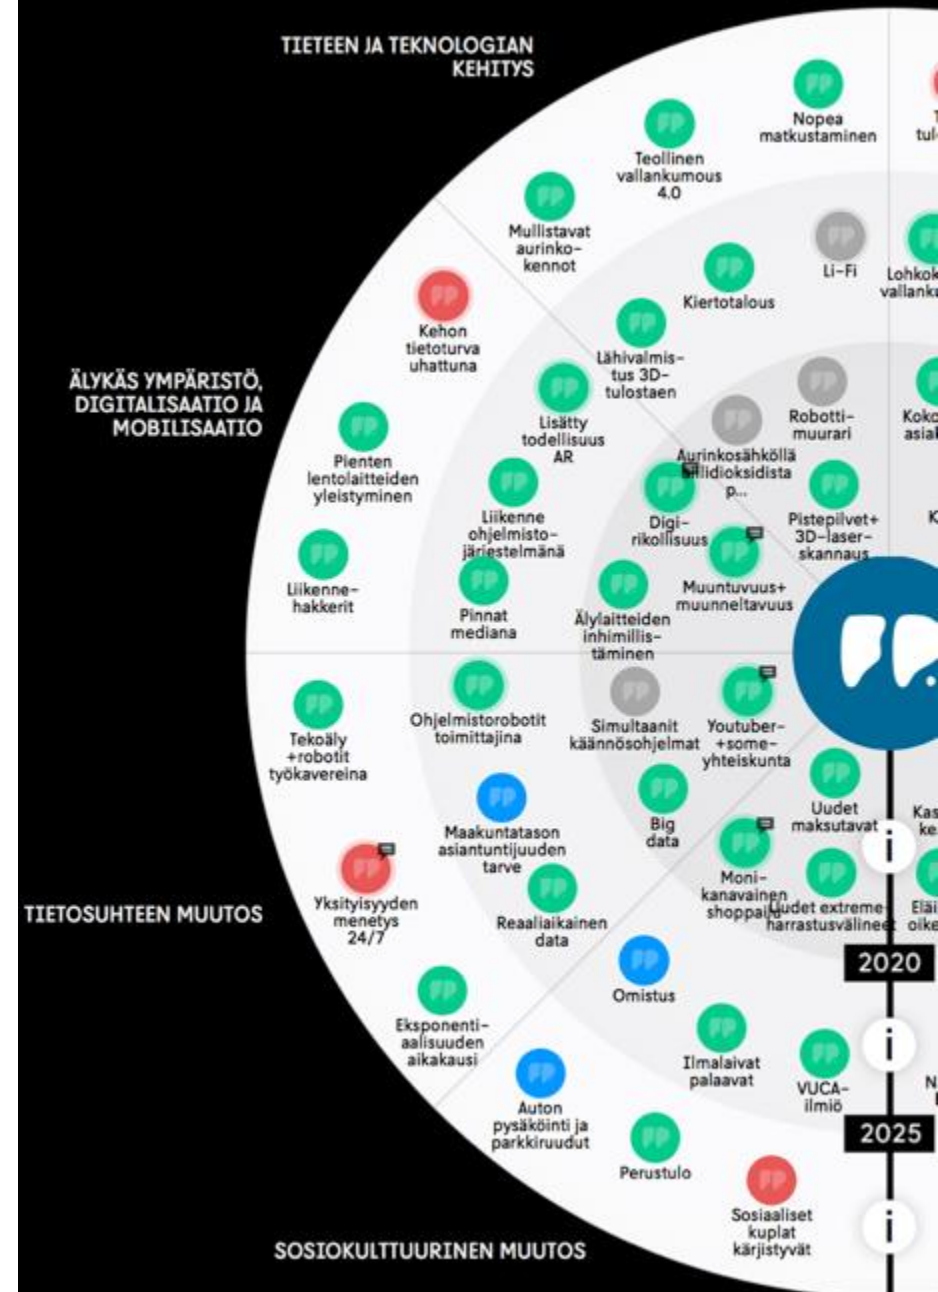 TIETEEN JA TEKNOLOGIAN
KEHITYS
Nopea
matkustaminen
Teollinen
vallankumous
4.0
Mullistavat
aurinko-
kennot
Li-Fi
Kiertotalous
Kehon
tietoturva
uhattuna
Lähivalmis-
tus 3D-
tulostaen
ÄLYKÄS YMPÄRISTÖ,
DIGITALISAATIO JA
MOBILISAATIO
Lisätty
todellisuus
AR
Robotti-
muurari
Aurinkosähköllä
p...
Pienten
lentolaitteiden
yleistyminen
Liikenne
ohjelmisto-
järjestelmänä
Digi-
rikollisuus
Pistepilvet+
3D-laser-
skannaus
Liikenne-
hakkerit
Pinnat
mediana
Älylaitteiden
inhimillis-
täminen
Muuntuvuus+
muunneltavuus
Tekoäly
+robotit
työkavereina
Ohjelmistorobotit
toimittajina
Simultaanit
käännösohjelmat
Youtuber-
+some-
yhteiskunta
Maakuntatason
asiantuntijuuden
tarve
Big
data
Uudet
maksutavat
TIETOSUHTEEN MUUTOS
Yksityisyyden
menetys
24/7
Reaaliaikainen
data
Moni-
kanavainen
Uudet extreme-
harrastusvälineet
2020
Omistus
Eksponenti-
aalisuuden
aikakausi
Ilmalaivat
palaavat
VUCA-
ilmiö
Auton
pysäköinti ja
parkkiruudut
2025
Perustulo
Sosiaaliset
kuplat
kärjistyvät
SOSIOKULTTUURINEN MUUTOS